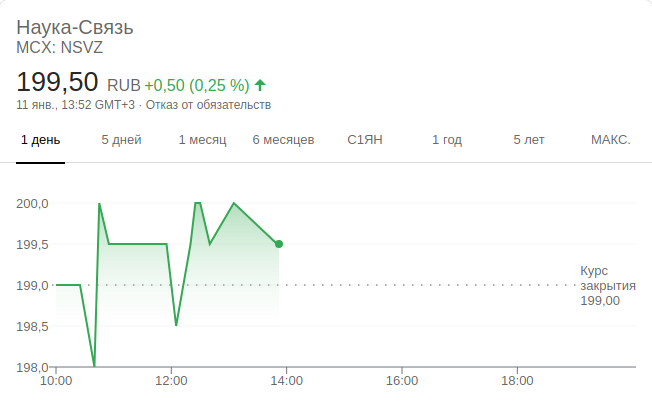 Наука-Связь
MCX: NSVZ
199,50 RUB +0,50 (0,25 %)
11 янв., 13:52 GMT+3 · Отказ от обязательств
1 день 5 дней 1 месяц 6 месяцев С1ЯН 1 год 5 лет МАКС.
200,0
199,5
199,0
198,5
198,0
Курс
закрытия
199,00
10:00 12:00 14:00 16:00 18:00